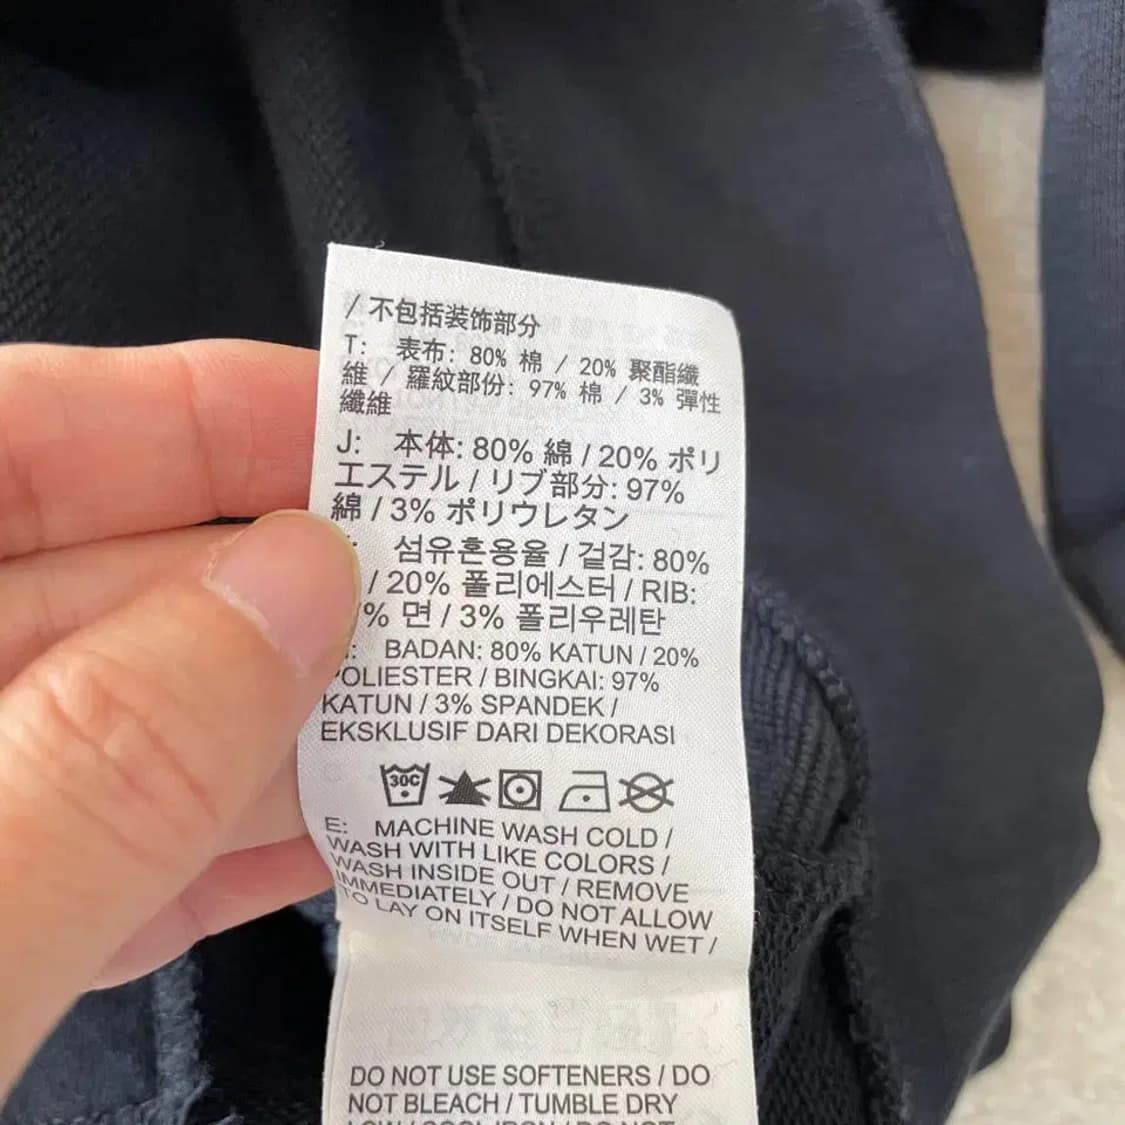 / 不包括装饰部分
T: 表布: 80% 棉 / 20% 聚酯纖
維 / 羅紋部份: 97% 棉 / 3% 彈性
纖維
J: 本体: 80% 綿 / 20% ポリ
エステル / リブ部分: 97%
綿 / 3% ポリウレタン
섬유혼용율 / 겉감: 80%
/ 20% 폴리에스터 / RIB:
% 면 / 3% 폴리우레탄
BADAN: 80% KATUN / 20%
POLIESTER / BINGKAI: 97%
KATUN / 3% SPANDEK /
EKSKLUSIF DARI DEKORASI
30C
E: MACHINE WASH COLD /
WASH WITH LIKE COLORS /
WASH INSIDE OUT / REMOVE
IMMEDIATELY / DO NOT ALLOW
TO LAY ON ITSELF WHEN WET /
DO NOT USE SOFTENERS / DO
NOT BLEACH / TUMBLE DRY
LOW / COOL IRON / DO NOT